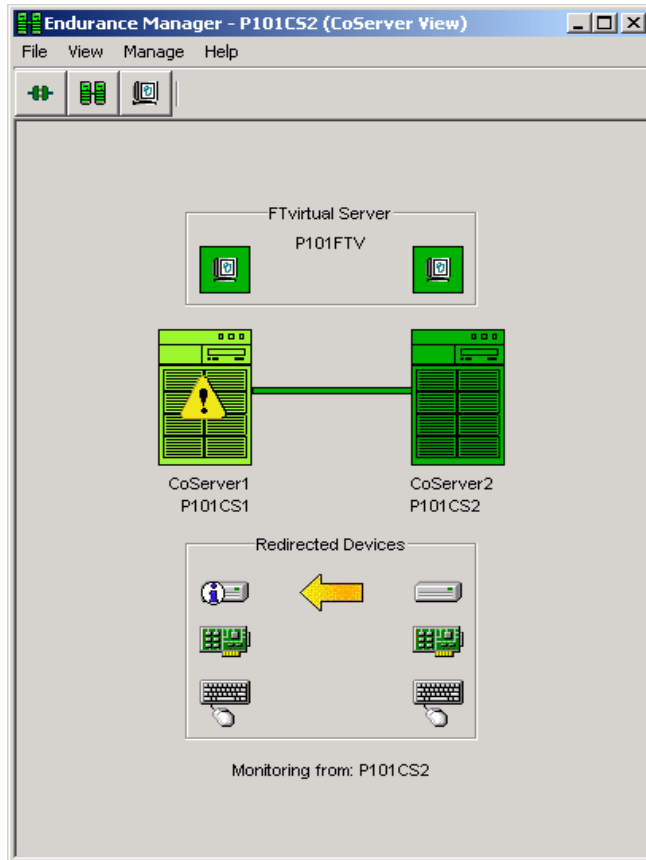 Endurance Manager - P101CS2 (CoServer View)
File View Manage Help
FTvirtual Server
P101FTV
CoServer1
P101CS1
CoServer2
P101CS2
Redirected Devices
Monitoring from: P101CS2